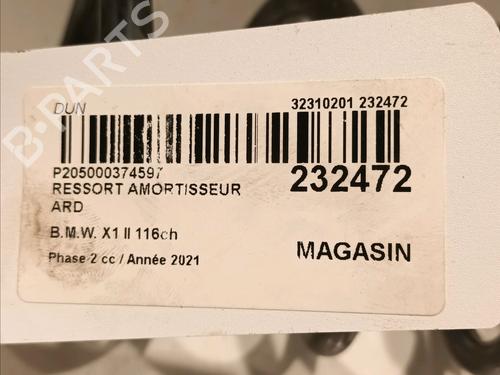 DUN 32310201 232472
P205000374597 232472
RESSORT AMORTISSEUR
ARD
B.M.W. X1 II 116ch
Phase 2 cc / Année 2021 MAGASIN
B-PARTS